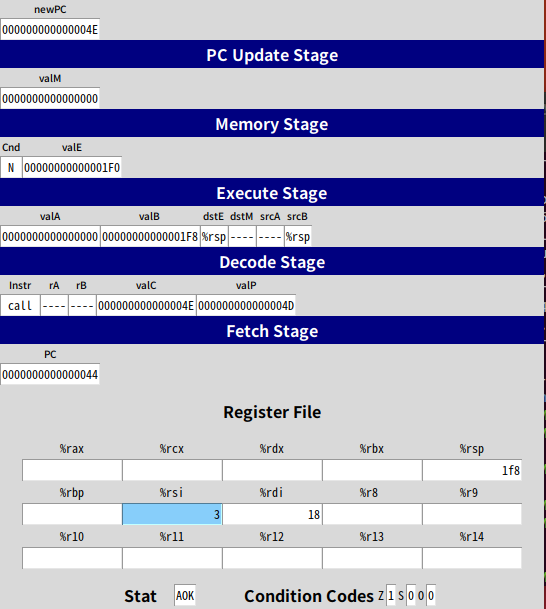 newPC
000000000000004E
PC Update Stage
valM
0000000000000000
Memory Stage
Cnd valE
N 00000000000001F0
Execute Stage
valA valB dstE dstM srcA srcB
0000000000000000 00000000000001F8 %rsp ---- ---- %rsp
Decode Stage
Instr rA rB valC valP
call ---- ---- 000000000000004E 000000000000004D
Fetch Stage
PC
0000000000000044
Register File
%rax %rcx %rdx %rbx %rsp
1f8
%rbp %rsi %rdi %r8 %r9
3 18
%r10 %r11 %r12 %r13 %r14
Stat AOK Condition Codes Z 1 S 0 O 0